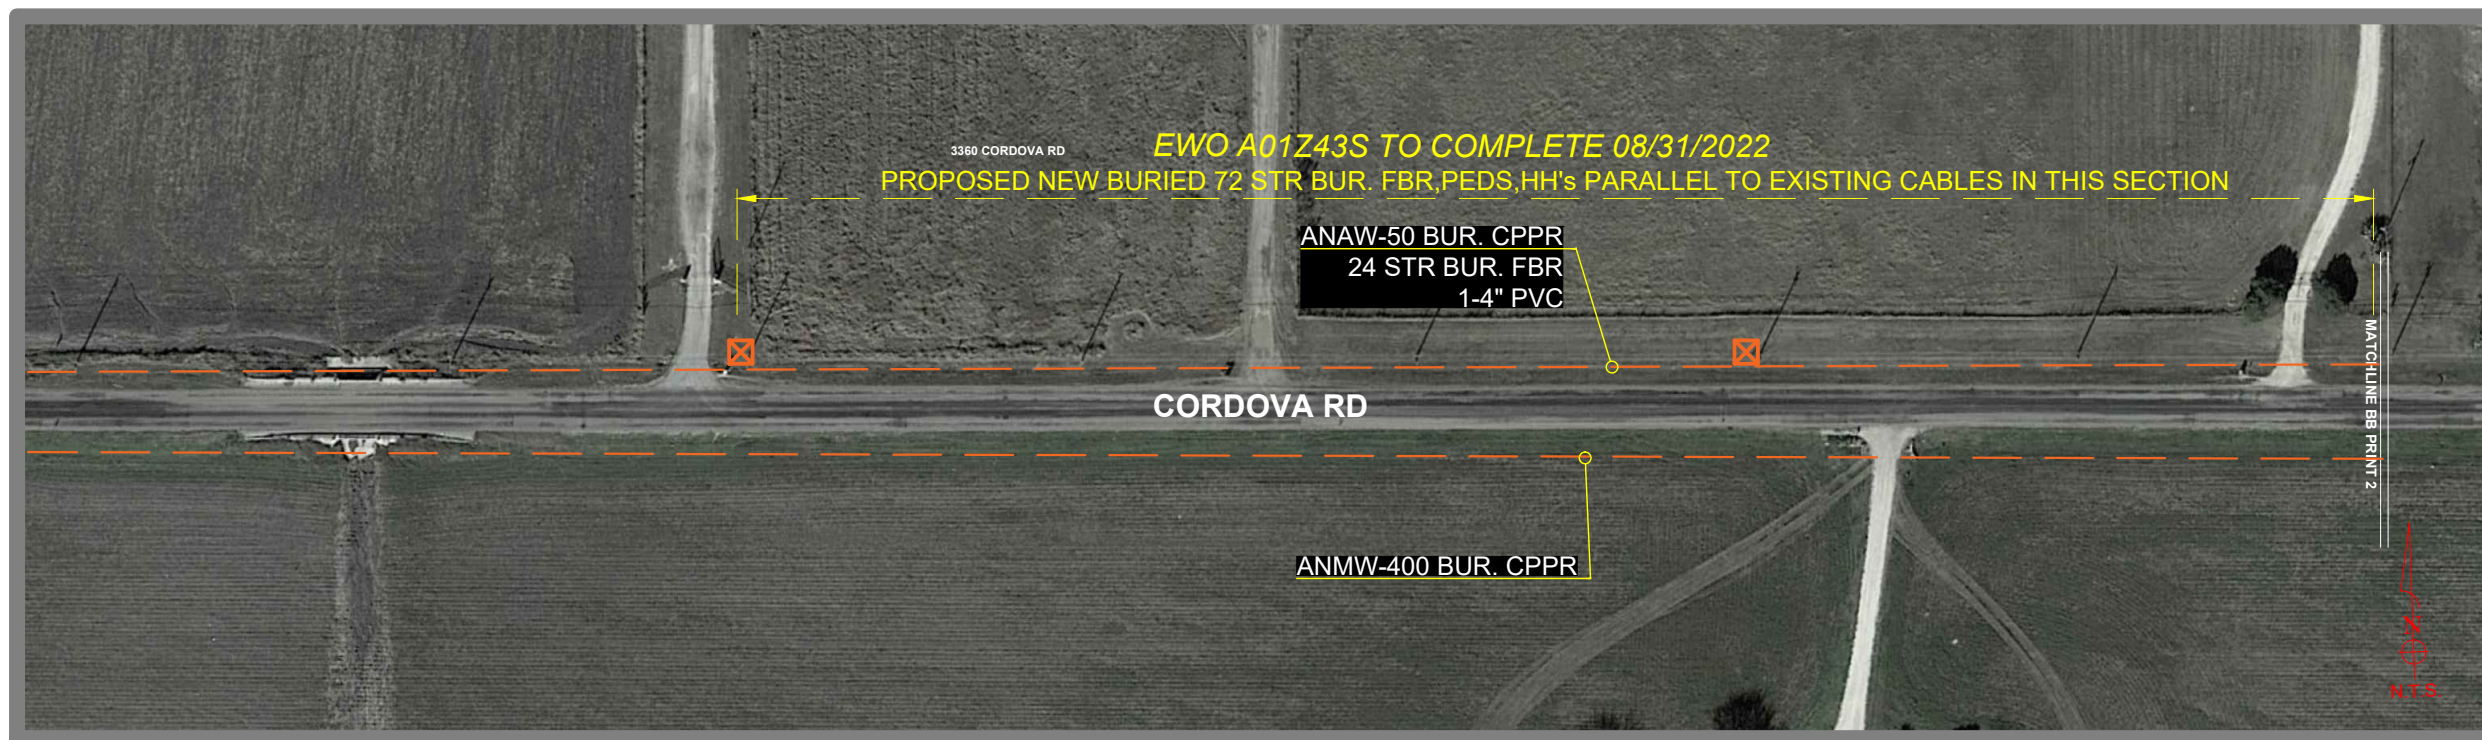 3360 CORDOVA RD
EWO A01Z43S TO COMPLETE 08/31/2022
PROPOSED NEW BURIED 72 STR BUR. FBR,PEDS,HH's PARALLEL TO EXISTING CABLES IN THIS SECTION
ANAW-50 BUR. CPPR
24 STR BUR. FBR
1-4" PVC
CORDOVA RD
MATCHLINE BB PRINT 2
ANMW-400 BUR. CPPR
N
N.T.S.